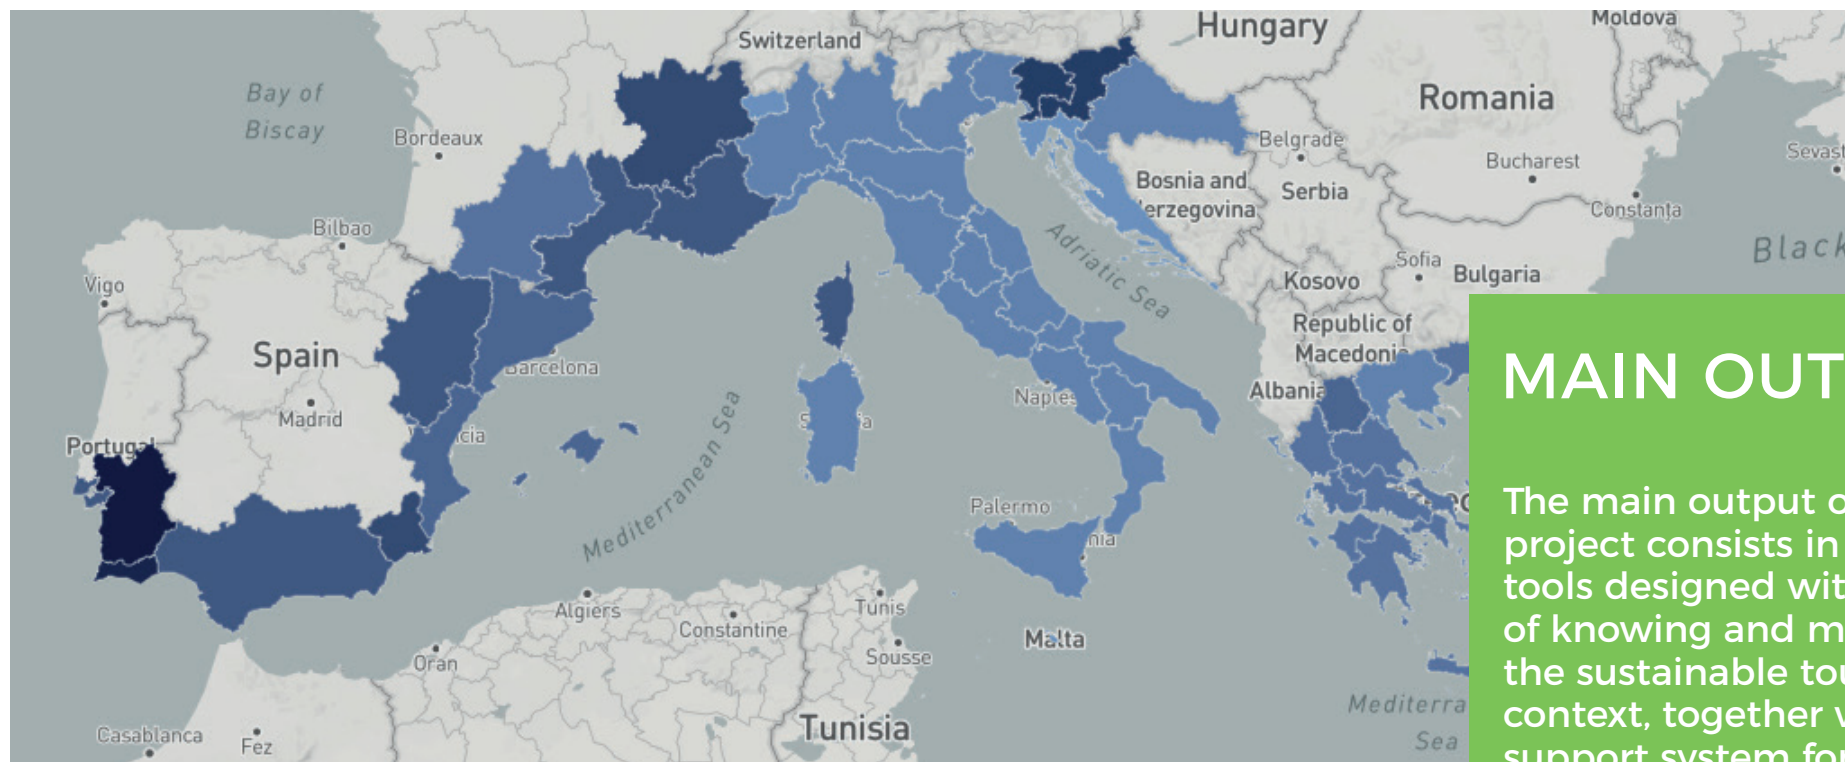 Hungary
Moldova
Switzerland
Bay of
Biscay
Romania
Bordeaux
Belgrade
Bucharest
Bosnia and
Serbia
Constanța
Bilbao
Adriatic Sea
Black
Vigo
Sofia
Bulgaria
Kosovo
Republic of
Spain
Albania
Madrid
Naples
Portugal
Mediterranean Sea
Palermo
Algiers
Constantine
Tunis
Oran
Malta
Sousse
Tunisia
Casablanca
Fez
Sea
MAIN OUT
The main output o
project consists in
tools designed wit
of knowing and m
the sustainable tou
context, together
support system for